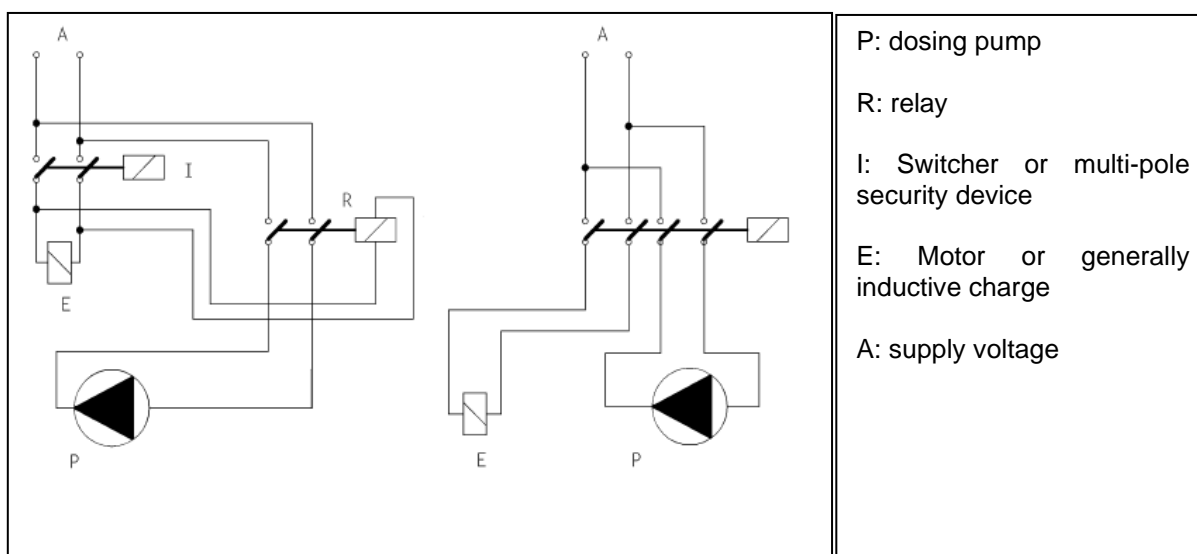 A
A
I
R
E
E
P
P
P: dosing pump
R: relay
I: Switcher or multi-pole
security device
E: Motor or generally
inductive charge
A: supply voltage